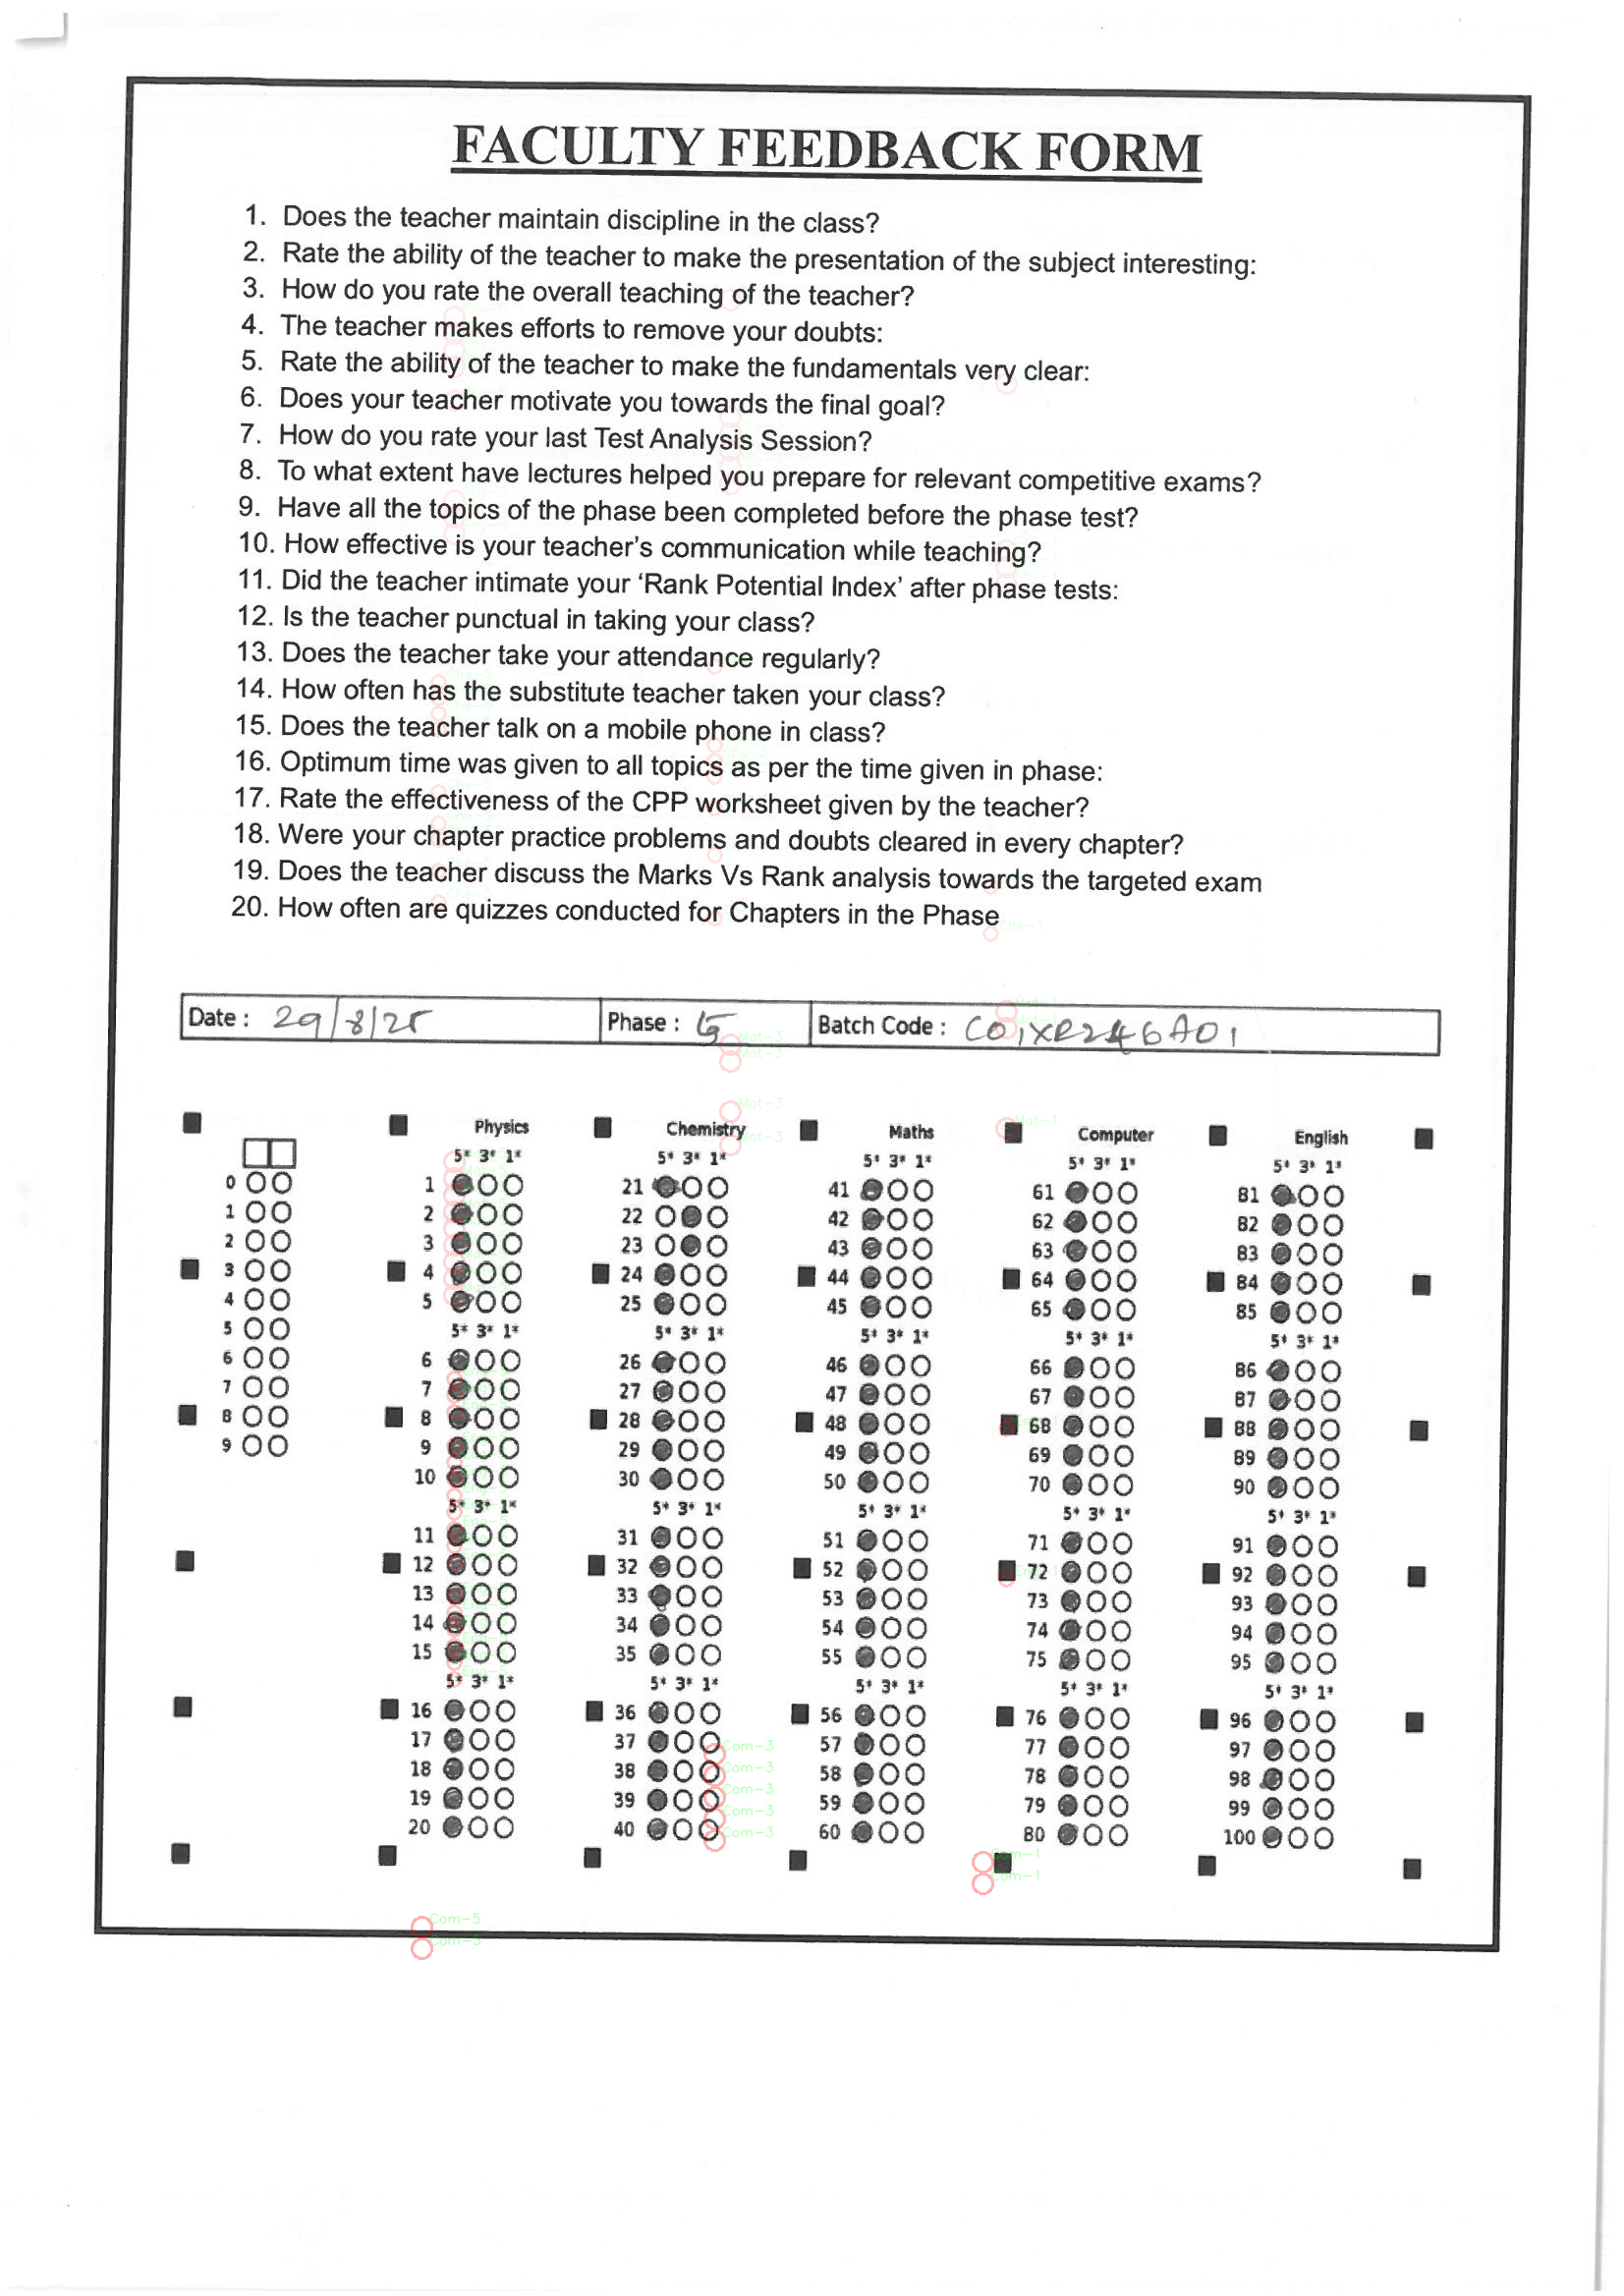 FACULTY FEEDBACK FORM
1. Does the teacher maintain discipline in the class?
2. Rate the ability of the teacher to make the presentation of the subject interesting:
3. How do you rate the overall teaching of the teacher?
4. The teacher makes efforts to remove your doubts:
5. Rate the ability of the teacher to make the fundamentals very clear:
6. Does your teacher motivate you towards the final goal?
7. How do you rate your last Test Analysis Session?
8. To what extent have lectures helped you prepare for relevant competitive exams?
9. Have all the topics of the phase been completed before the phase test?
10. How effective is your teacher's communication while teaching?
11. Did the teacher intimate your ‘Rank Potential Index’ after phase tests:
12. Is the teacher punctual in taking your class?
13. Does the teacher take your attendance regularly?
14. How often has the substitute teacher taken your class?
15. Does the teacher talk on a mobile phone in class?
16. Optimum time was given to all topics as per the time given in phase:
17. Rate the effectiveness of the CPP worksheet given by the teacher?
18. Were your chapter practice problems and doubts cleared in every chapter?
19. Does the teacher discuss the Marks Vs Rank analysis towards the targeted exam
20. How often are quizzes conducted for Chapters in the Phase
Date : 29/8/25 Phase : Batch Code : CO1XR246A01
Physics Chemistry Maths Computer English
5* 3* 1* 5* 3* 1* 5* 3* 1* 5* 3* 1* 5* 3* 1*
0 1 21 41 61 81
1 2 22 42 62 82
2 3 23 43 63 83
3 4 24 44 64 84
4 5 25 45 65 85
5 5* 3* 1* 5* 3* 1* 5* 3* 1* 5* 3* 1* 5* 3* 1*
6 6 26 46 66 86
7 7 27 47 67 87
8 8 28 48 68 88
9 9 29 49 69 89
10 30 50 70 90
5* 3* 1* 5* 3* 1* 5* 3* 1* 5* 3* 1* 5* 3* 1*
11 31 51 71 91
12 32 52 72 92
13 33 53 73 93
14 34 54 74 94
15 35 55 75 95
5* 3* 1* 5* 3* 1* 5* 3* 1* 5* 3* 1* 5* 3* 1*
16 36 56 76 96
17 37 57 77 97
18 38 58 78 98
19 39 59 79 99
20 40 60 80 100
Com-3
Com-3
Com-3
Com-3
Com-3
Com-1
Com-1
Com-5
Com-5